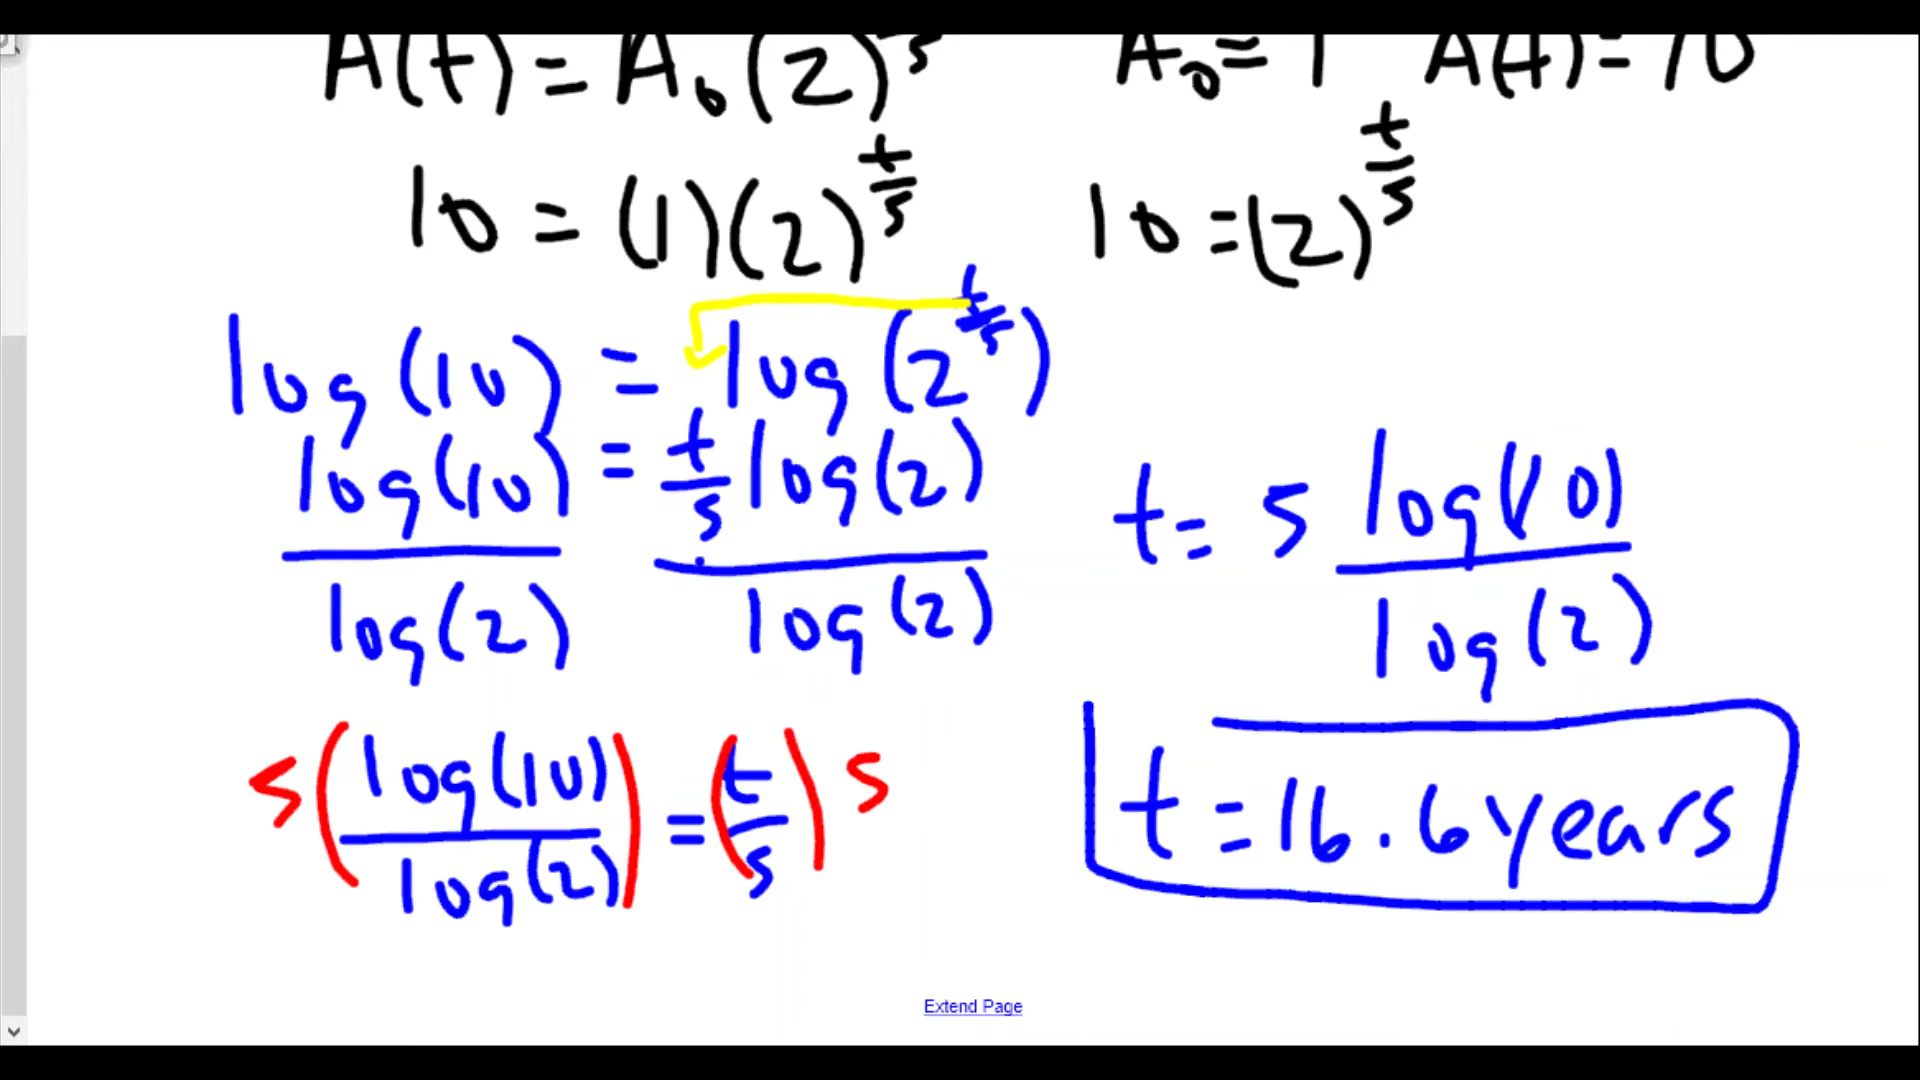 A(t) = A₀(2)^(t/5) A₀ = 1 A(t) = 10
10 = (1)(2)^(t/5) 10 = (2)^(t/5)
log(10) = log(2^(t/5))
log(10)/log(2) = (t/5) log(2)/log(2)
t = 5 log(10)/log(2)
5(log(10)/log(2)) = (t/5)5
t = 16.6 years
Extend Page